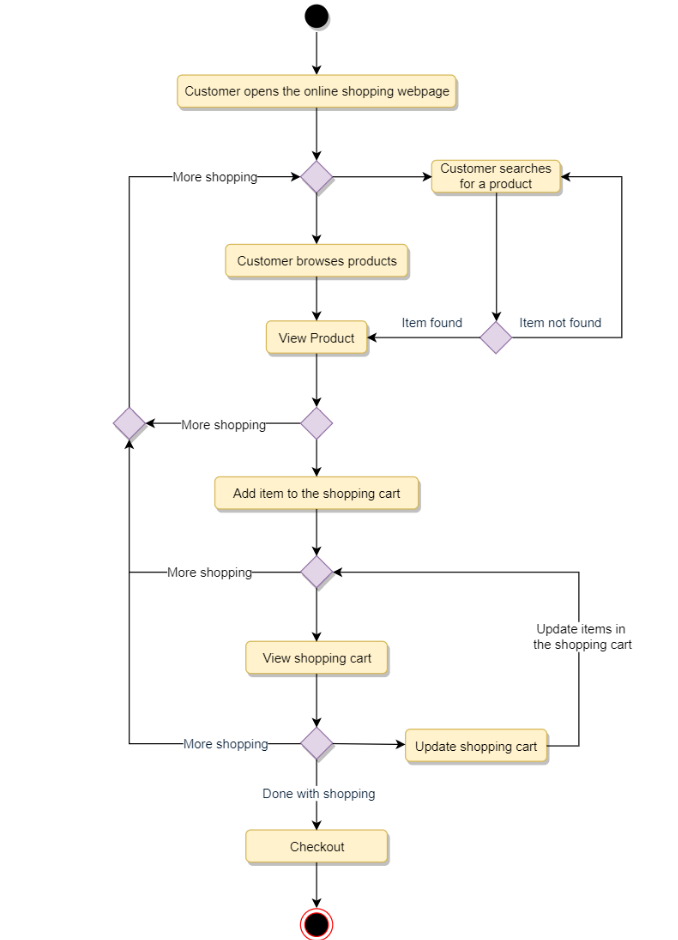 Customer opens the online shopping webpage
More shopping
Customer searches
for a product
Customer browses products
Item found
Item not found
View Product
More shopping
Add item to the shopping cart
More shopping
Update items in
the shopping cart
View shopping cart
More shopping
Update shopping cart
Done with shopping
Checkout